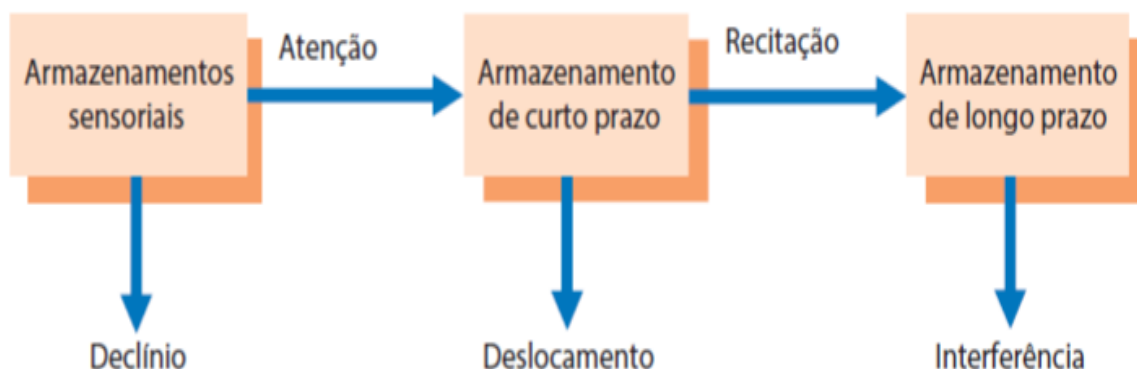 Armazenamentos
sensoriais
Atenção
Armazenamento
de curto prazo
Recitação
Armazenamento
de longo prazo
Declínio
Deslocamento
Interferência